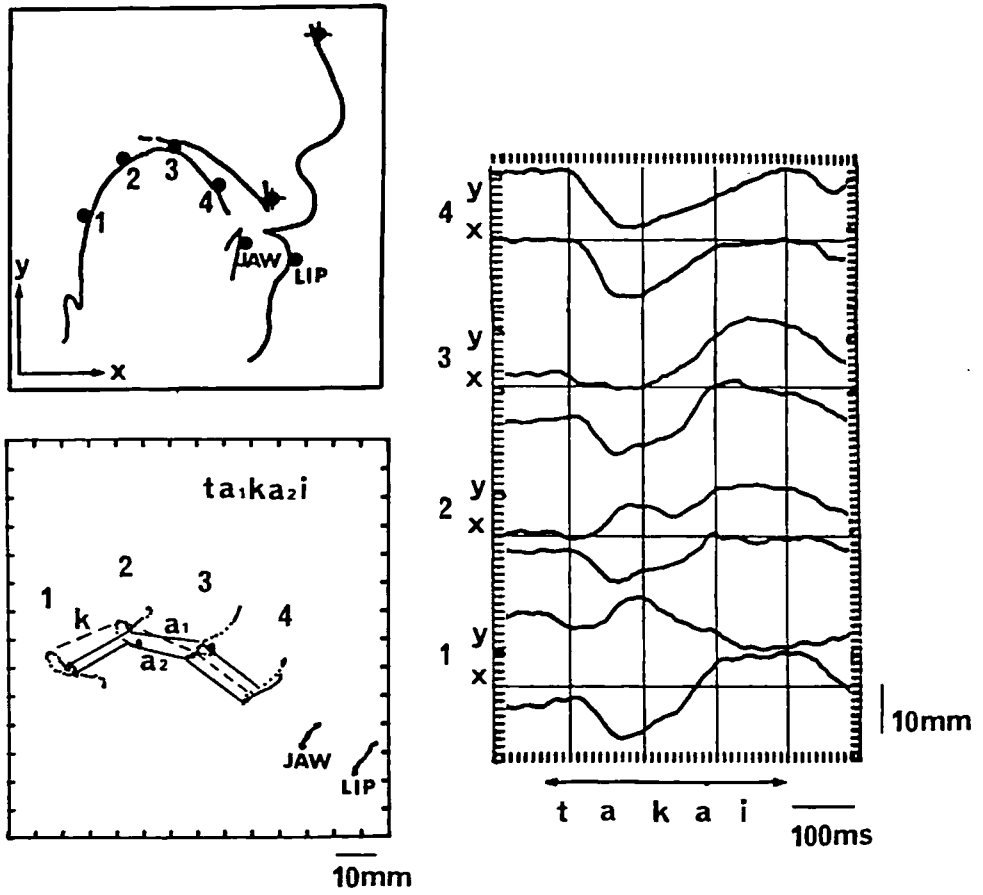 1
2
3
4
JAW
LIP
y
x
ta₁ka₂i
1
2
3
4
k
a₁
a₂
JAW
LIP
10mm
4 y x
3 y x
2 y x
1 y x
10mm
t a k a i
100ms